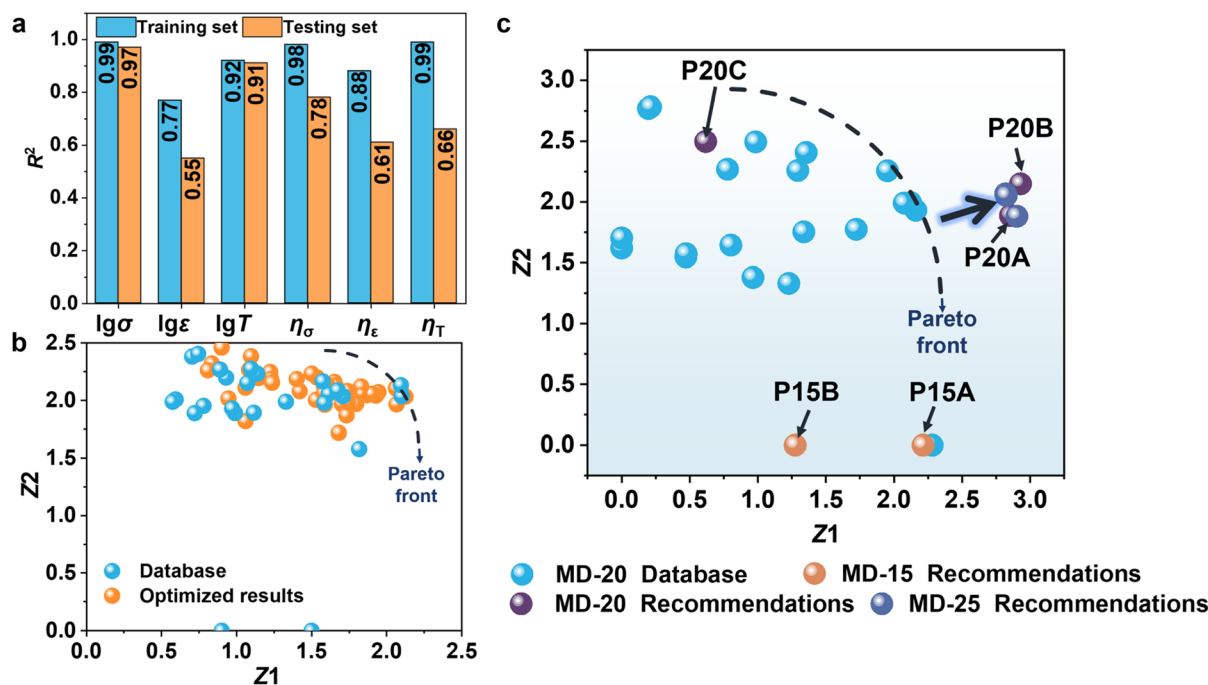 a
Training set Testing set
R²
1.0
0.8
0.6
0.4
0.2
0.0
0.99
0.97
0.77
0.55
0.92
0.91
0.98
0.78
0.88
0.61
0.99
0.66
lgσ lgε lgT ησ ηε ηT
b
Z2
2.5
2.0
1.5
1.0
0.5
0.0
Pareto
front
Database
Optimized results
0.0 0.5 1.0 1.5 2.0 2.5
Z1
c
Z2
3.0
2.5
2.0
1.5
1.0
0.5
0.0
P20C
P20B
P20A
Pareto
front
P15B
P15A
0.0 0.5 1.0 1.5 2.0 2.5 3.0
Z1
MD-20 Database MD-15 Recommendations
MD-20 Recommendations MD-25 Recommendations